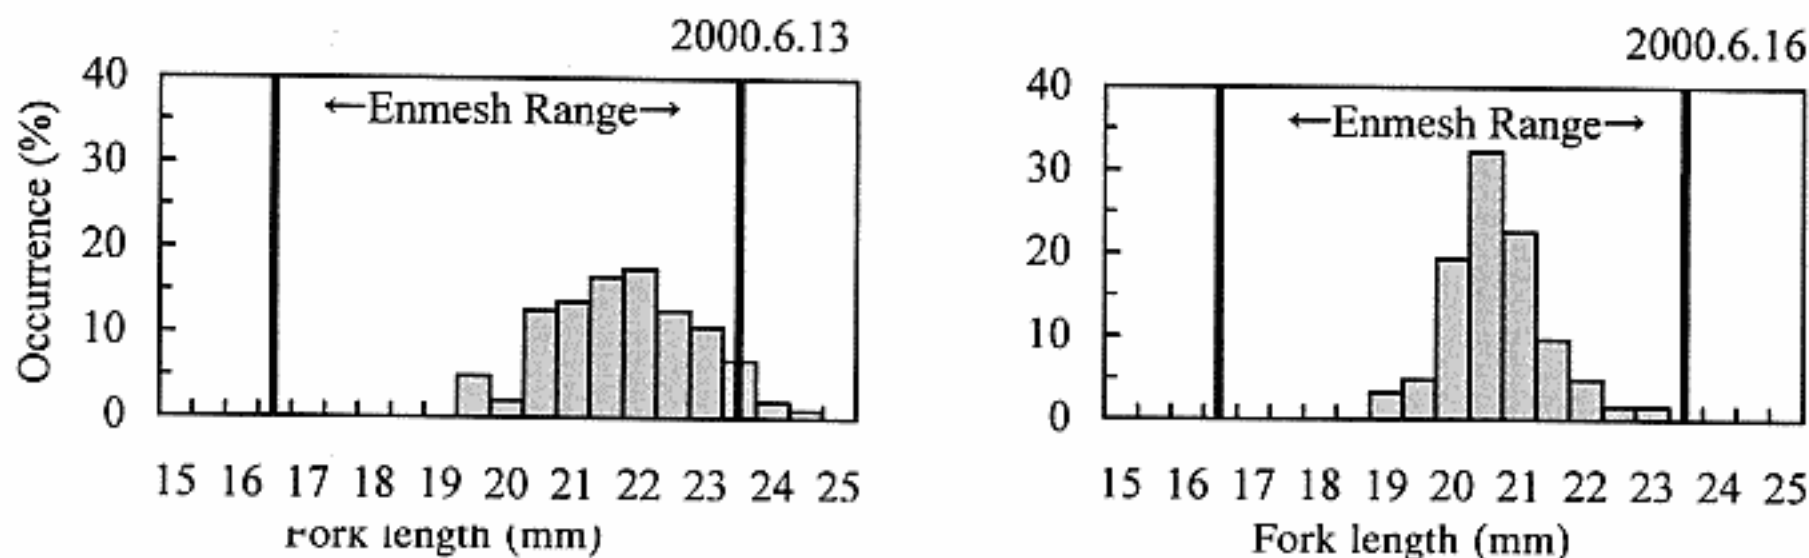 2000.6.13
40
←Enmesh Range→
30
20
10
0
Occurrence (%)
15 16 17 18 19 20 21 22 23 24 25
Fork length (mm)
2000.6.16
40
←Enmesh Range→
30
20
10
0
15 16 17 18 19 20 21 22 23 24 25
Fork length (mm)